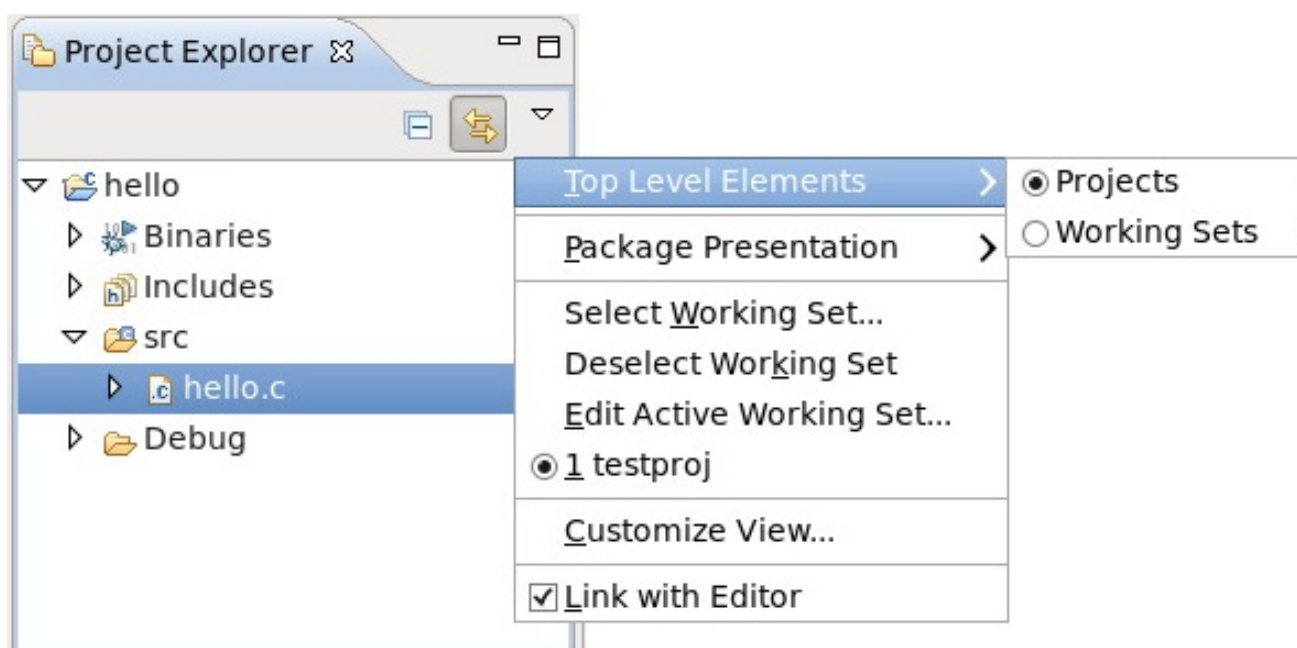 Project Explorer
hello
Binaries
Includes
src
hello.c
Debug
Top Level Elements
Package Presentation
Select Working Set...
Deselect Working Set
Edit Active Working Set...
1 testproj
Customize View...
Link with Editor
Projects
Working Sets